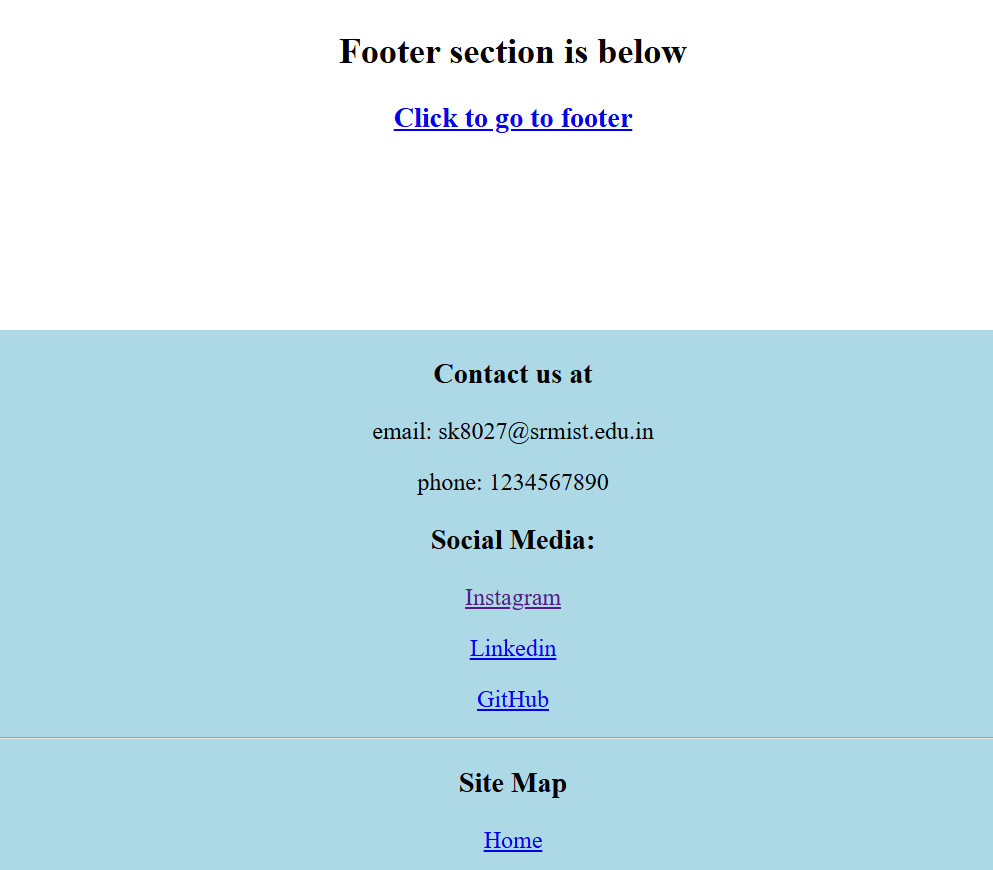 Footer section is below
Click to go to footer
Contact us at
email: sk8027@srmist.edu.in
phone: 1234567890
Social Media:
Instagram
Linkedin
GitHub
Site Map
Home